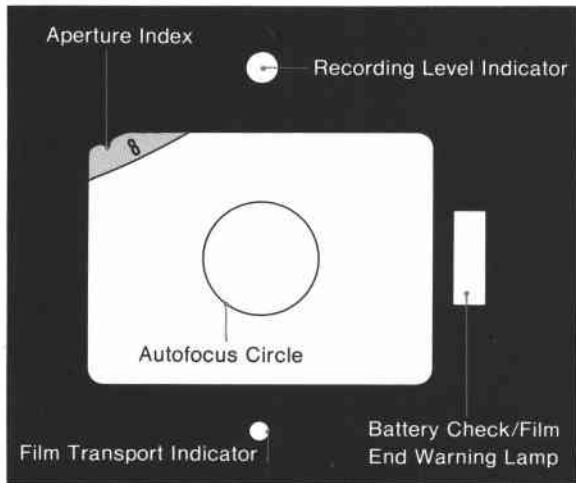 Aperture Index
Recording Level Indicator
8
Autofocus Circle
Film Transport Indicator
Battery Check/Film
End Warning Lamp